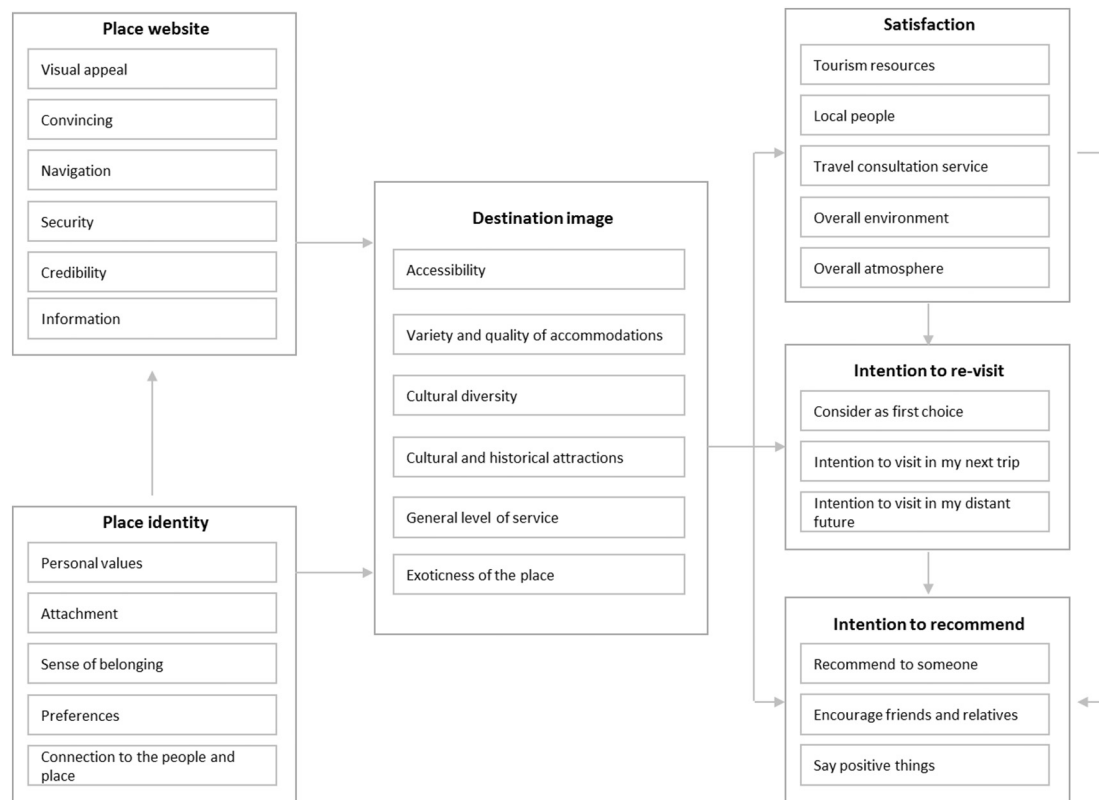 Place website
Visual appeal
Convincing
Navigation
Security
Credibility
Information
Place identity
Personal values
Attachment
Sense of belonging
Preferences
Connection to the people and
place
Destination image
Accessibility
Variety and quality of accommodations
Cultural diversity
Cultural and historical attractions
General level of service
Exoticness of the place
Satisfaction
Tourism resources
Local people
Travel consultation service
Overall environment
Overall atmosphere
Intention to re-visit
Consider as first choice
Intention to visit in my next trip
Intention to visit in my distant
future
Intention to recommend
Recommend to someone
Encourage friends and relatives
Say positive things